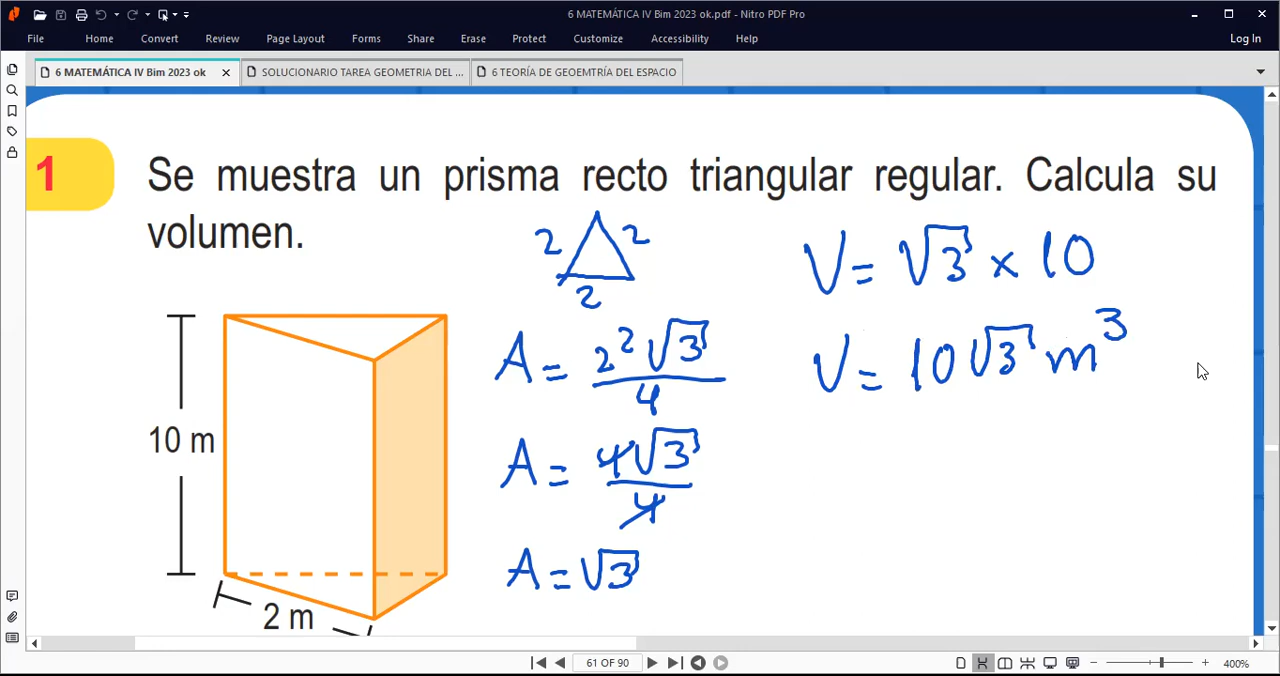 6 MATEMÁTICA IV Bim 2023 ok.pdf - Nitro PDF Pro
File Home Convert Review Page Layout Forms Share Erase Protect Customize Accessibility Help Log In
6 MATEMÁTICA IV Bim 2023 ok × SOLUCIONARIO TAREA GEOMETRIA DEL ... 6 TEORÍA DE GEOEMTRÍA DEL ESPACIO
1 Se muestra un prisma recto triangular regular. Calcula su
volumen.
2 2
2
V = √3 × 10
A = 2²√3
4
V = 10√3 m³
10 m
A = 4√3
4
A = √3
2 m
61 OF 90
400%